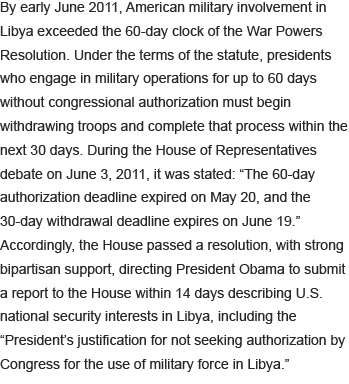 By early June 2011, American military involvement in
Libya exceeded the 60-day clock of the War Powers
Resolution. Under the terms of the statute, presidents
who engage in military operations for up to 60 days
without congressional authorization must begin
withdrawing troops and complete that process within the
next 30 days. During the House of Representatives
debate on June 3, 2011, it was stated: “The 60-day
authorization deadline expired on May 20, and the
30-day withdrawal deadline expires on June 19.”
Accordingly, the House passed a resolution, with strong
bipartisan support, directing President Obama to submit
a report to the House within 14 days describing U.S.
national security interests in Libya, including the
“President’s justification for not seeking authorization by
Congress for the use of military force in Libya.”